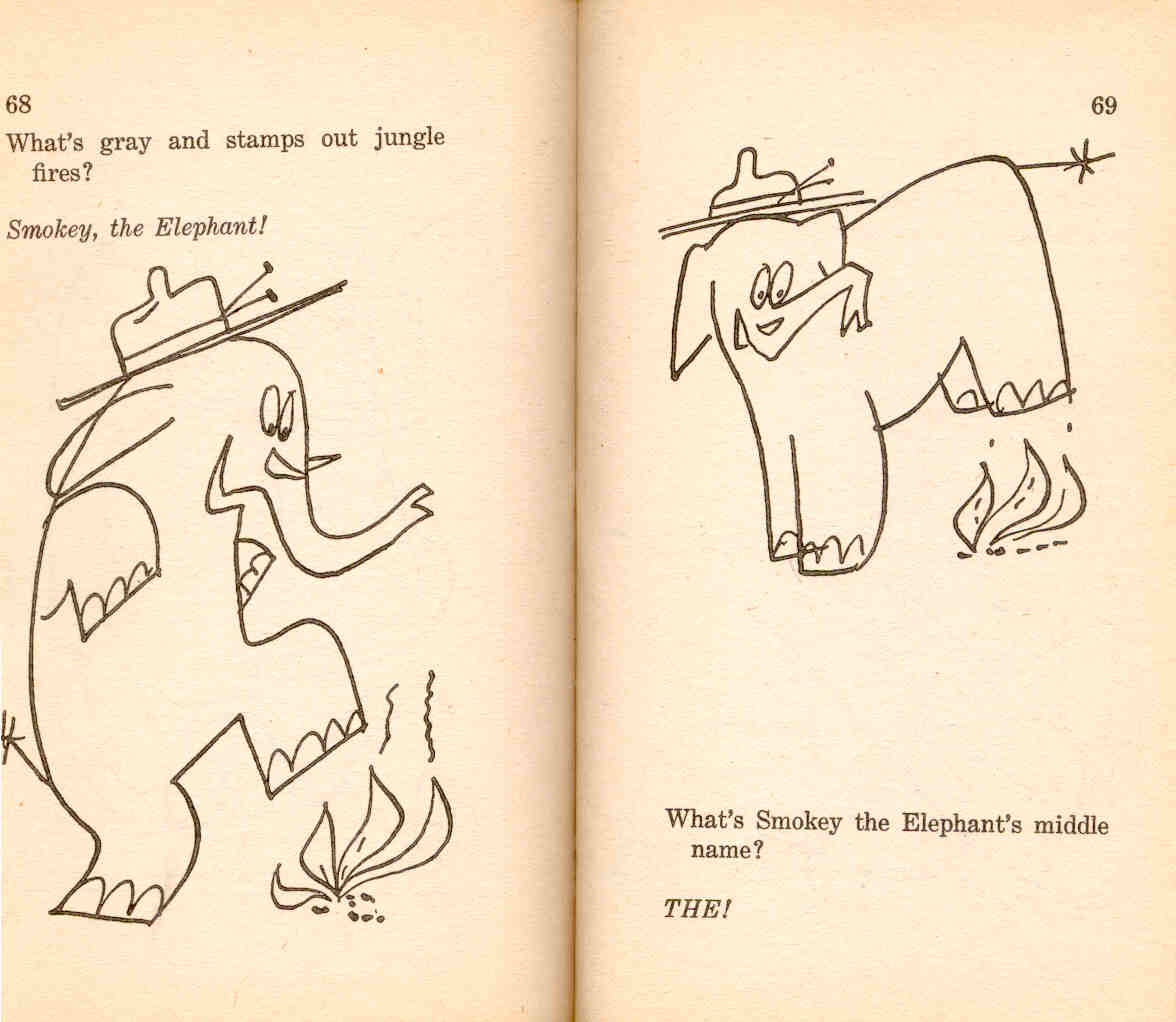 68
What's gray and stamps out jungle
fires?
Smokey, the Elephant!
69
What's Smokey the Elephant's middle
name?
THE!